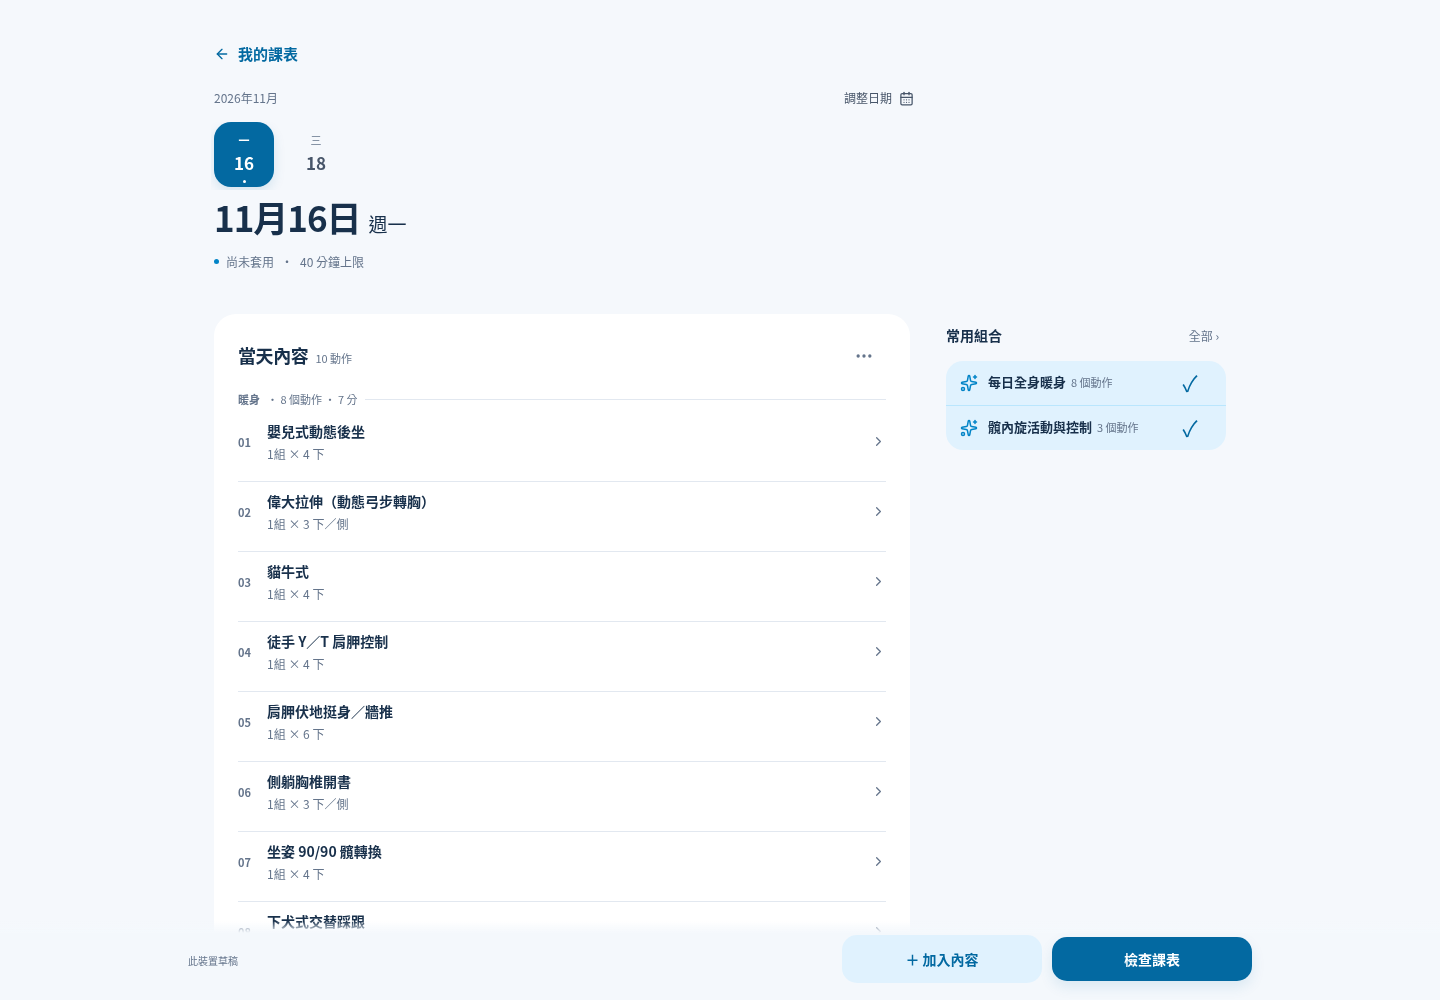 我的課表
2026年11月
調整日期
一
16
三
18
11月16日 週一
尚未套用 · 40 分鐘上限
當天內容 10 動作
暖身 · 8 個動作 · 7 分
01 嬰兒式動態後坐
1組 × 4 下
02 偉大拉伸（動態弓步轉胸）
1組 × 3 下／側
03 貓牛式
1組 × 4 下
04 徒手 Y／T 肩胛控制
1組 × 4 下
05 肩胛伏地挺身／牆推
1組 × 6 下
06 側躺胸椎開書
1組 × 3 下／側
07 坐姿 90/90 髖轉換
1組 × 4 下
08 下犬式交替踩跟
常用組合
全部 ›
每日全身暖身 8 個動作 ✓
髖內旋活動與控制 3 個動作 ✓
此裝置草稿
＋ 加入內容
檢查課表